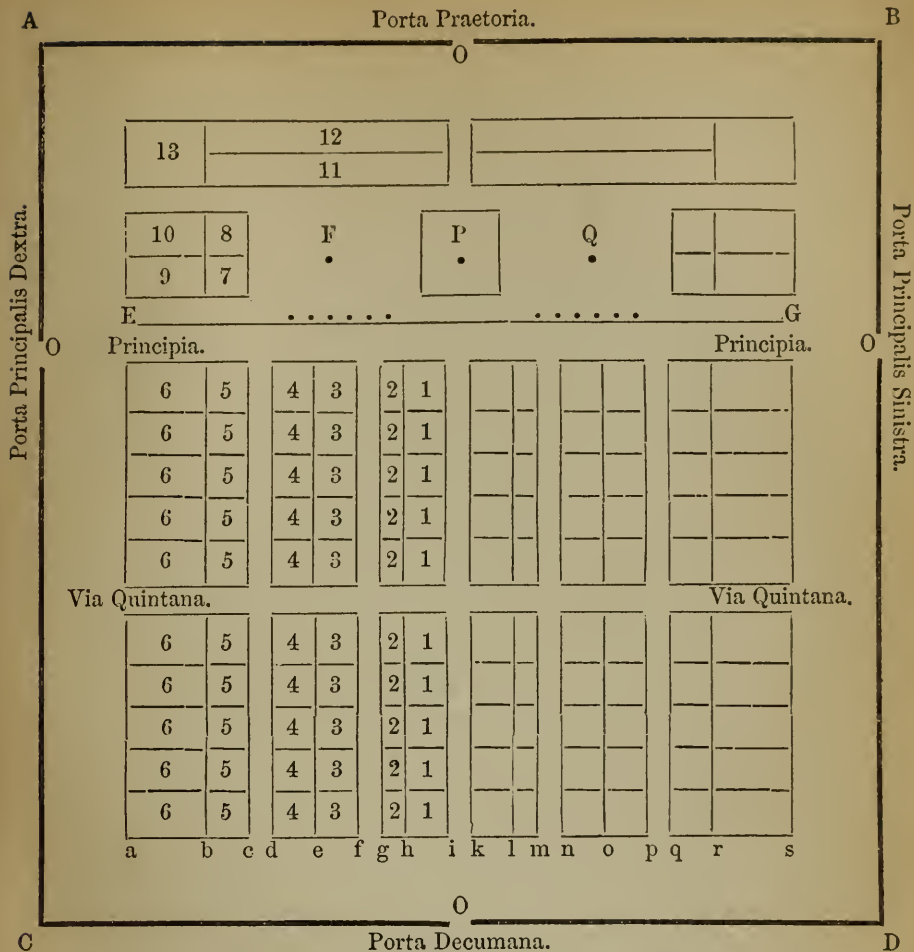 A Porta Praetoria. B
O
13 12
11
Porta Principalis Dextra.
Porta Principalis Sinistra.
10 8 F P Q
9 7
E G
O Principia. Principia. O
6 5 4 3 2 1
6 5 4 3 2 1
6 5 4 3 2 1
6 5 4 3 2 1
6 5 4 3 2 1
Via Quintana. Via Quintana.
6 5 4 3 2 1
6 5 4 3 2 1
6 5 4 3 2 1
6 5 4 3 2 1
6 5 4 3 2 1
a b c d e f g h i k l m n o p q r s
O
C Porta Decumana. D